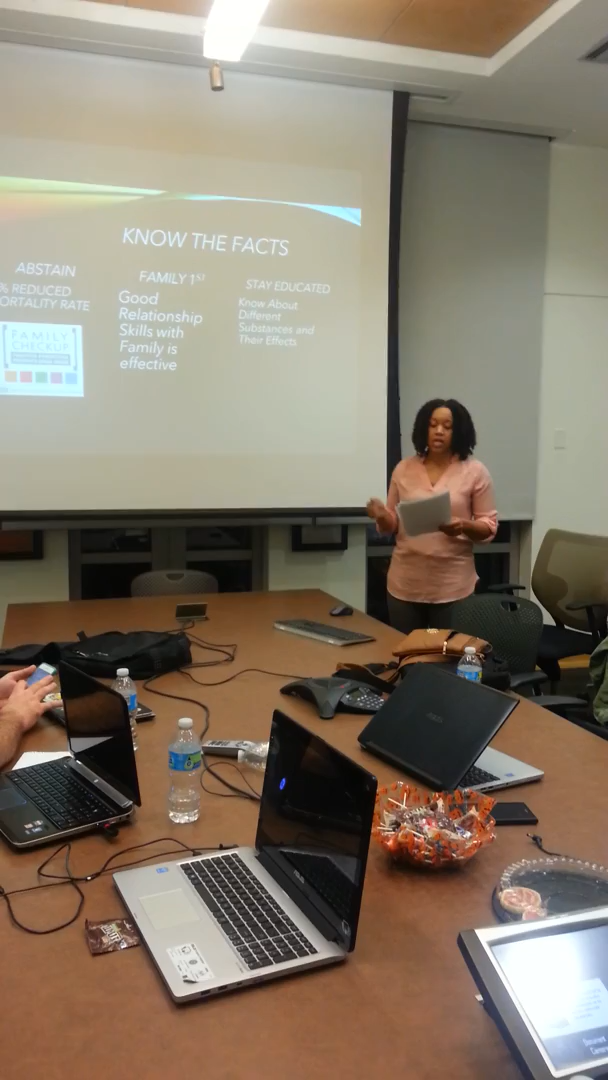 KNOW THE FACTS
ABSTAIN
% REDUCED
ORTALITY RATE
FAMILY
CHECKUP
FAMILY 1ST
Good
Relationship
Skills with
Family is
effective
STAY EDUCATED
Know About
Different
Substances and
Their Effects